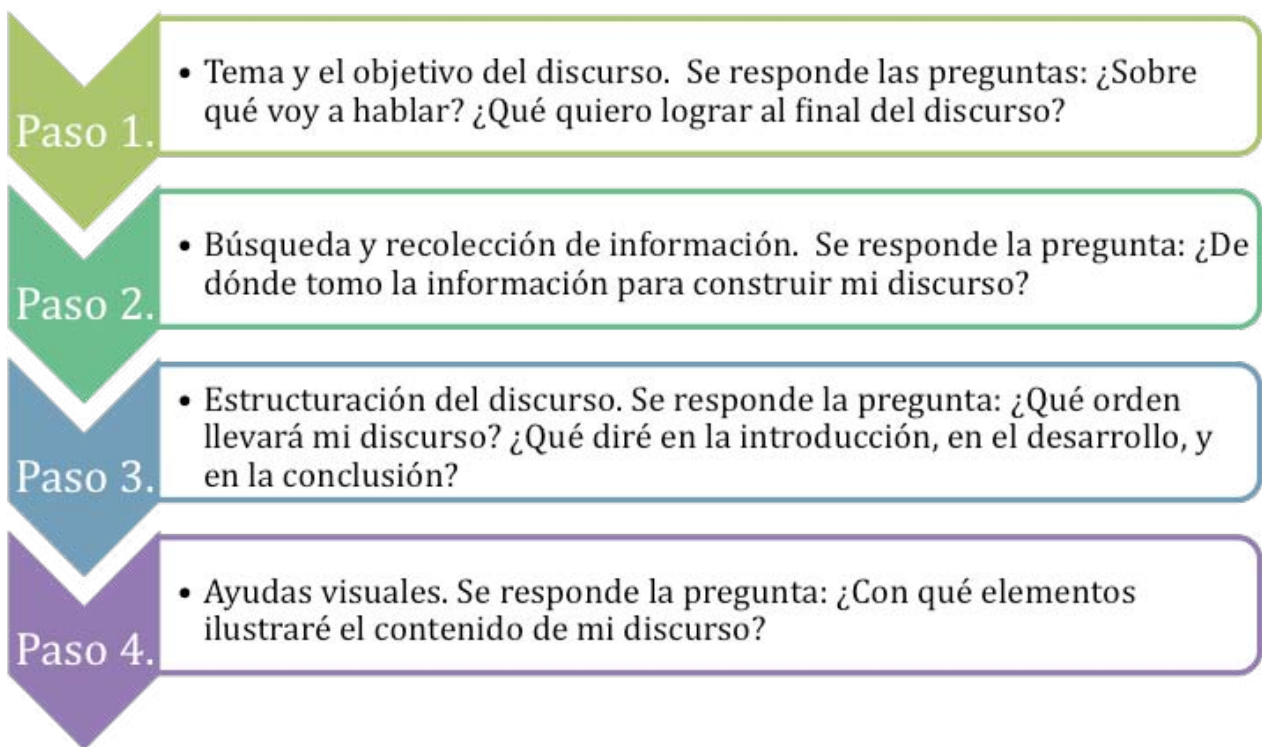 Paso 1.
• Tema y el objetivo del discurso.  Se responde las preguntas: ¿Sobre
qué voy a hablar? ¿Qué quiero lograr al final del discurso?
Paso 2.
• Búsqueda y recolección de información.  Se responde la pregunta: ¿De
dónde tomo la información para construir mi discurso?
Paso 3.
• Estructuración del discurso. Se responde la pregunta: ¿Qué orden
llevará mi discurso? ¿Qué diré en la introducción, en el desarrollo, y
en la conclusión?
Paso 4.
• Ayudas visuales. Se responde la pregunta: ¿Con qué elementos
ilustraré el contenido de mi discurso?